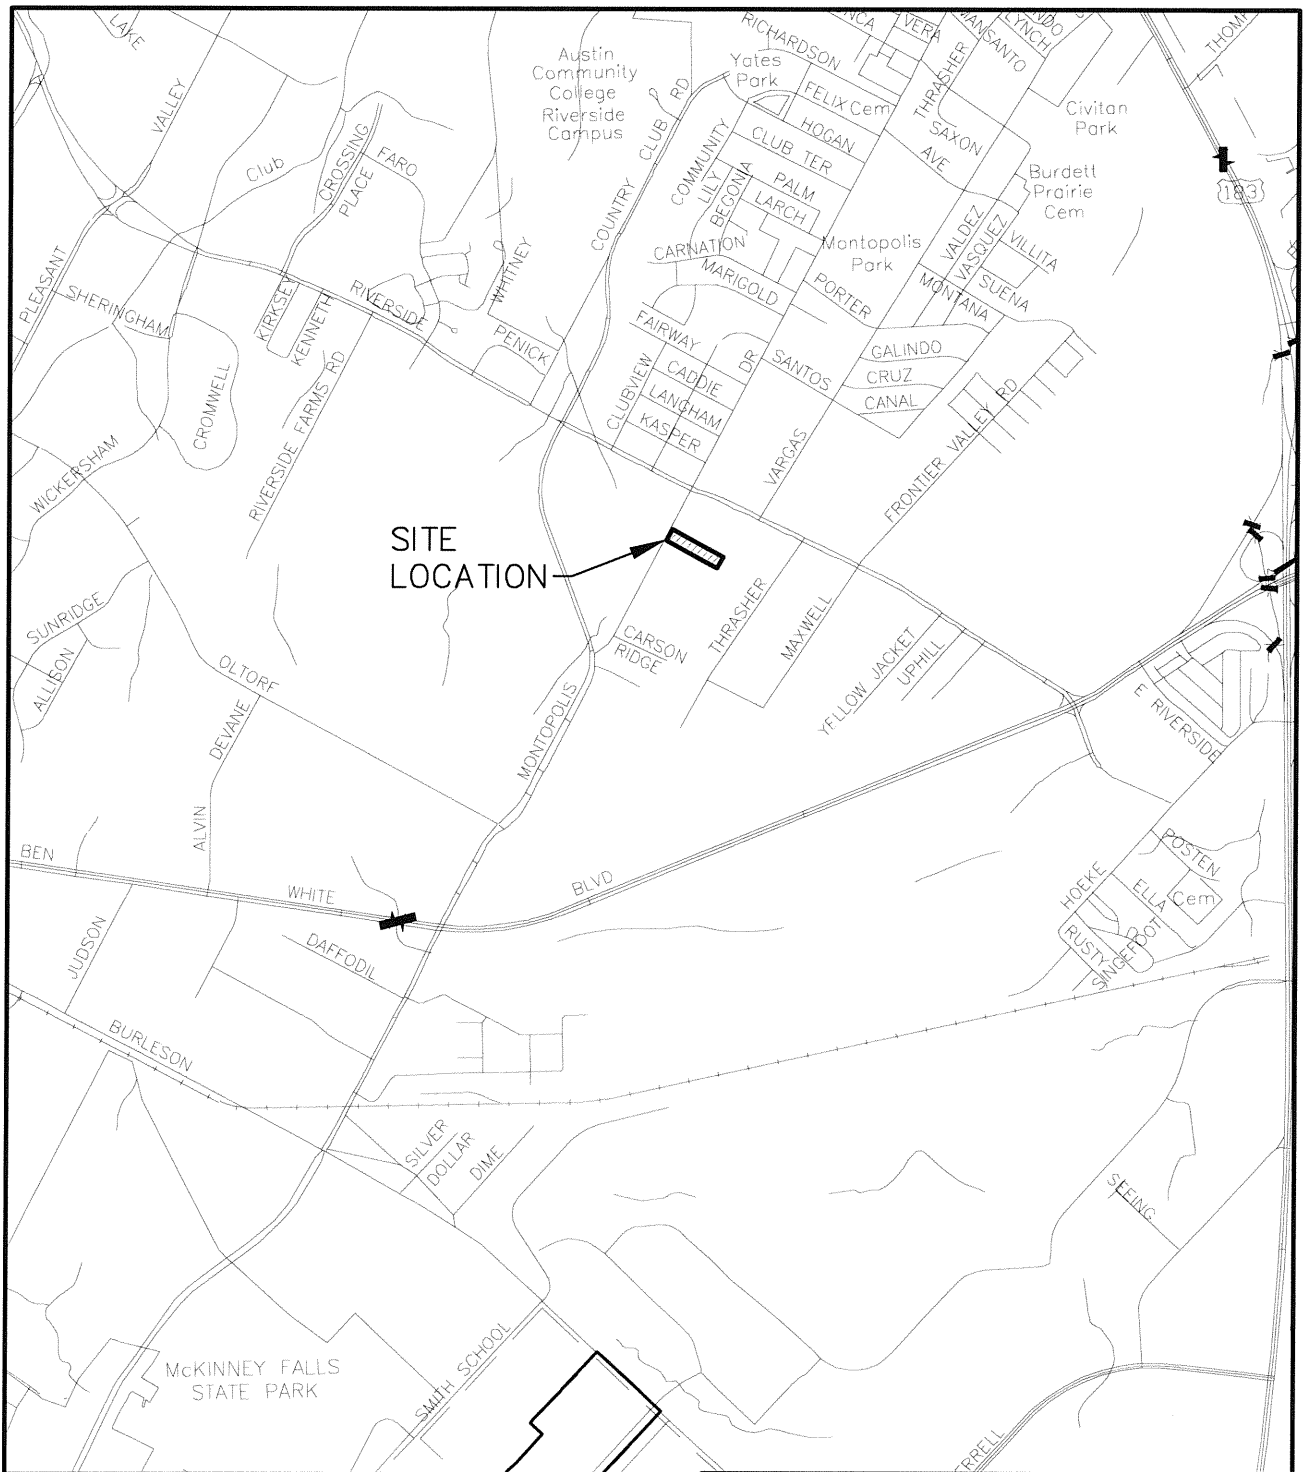 LAKE
VALLEY
Club
CROSSING
PLACE
FARO
Austin
Community
College
Riverside
Campus
COUNTRY CLUB RD
RICHARDSON
Yates
Park
VERA
THRASHER
MANSANTO
LYNCH
FELIX
Cem
HOGAN
SAXON
AVE
Civitan
Park
183
COMMUNITY
CLUB TER
LILY
BEGONIA
PALM
LARCH
Burdett
Prairie
Cem
CARNATION
MARIGOLD
Montopolis
Park
VALDEZ
VASQUEZ
VILLITA
SUENA
MONTANA
PORTER
PLEASANT
SHERINGHAM
KIRKSEY
KENNETH
RIVERSIDE
WHITNEY
PENICK
FAIRWAY
CADDIE
LANGHAM
KASPER
CLUBVIEW
DR
SANTOS
GALINDO
CRUZ
CANAL
CROMWELL
RIVERSIDE FARMS RD
WICKERSHAM
VARGAS
FRONTIER VALLEY RD
SITE
LOCATION
SUNRIDGE
ALLISON
OLTORF
DEVANE
ALVIN
CARSON
RIDGE
THRASHER
MAXWELL
YELLOW JACKET
UPHILL
MONTOPOLIS
E RIVERSIDE
BEN
WHITE
BLVD
POSTEN
HOEKE
ELLA
Cem
RUSTY
SINGEFOOT
JUDSON
DAFFODIL
BURLESON
SILVER
DOLLAR
DIME
SEEING
McKINNEY FALLS
STATE PARK
SMITH SCHOOL